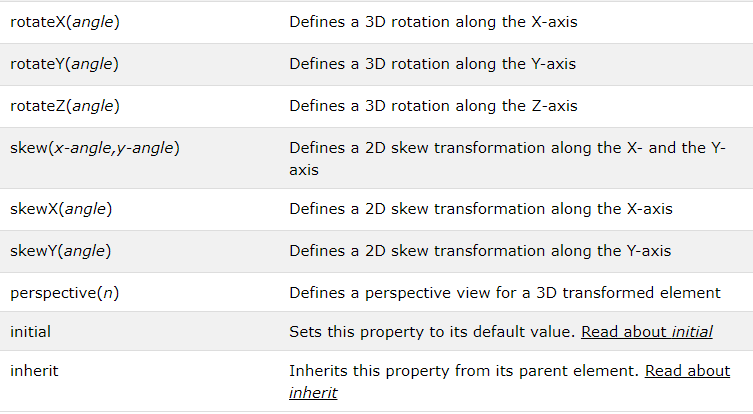 rotateX(angle) Defines a 3D rotation along the X-axis
rotateY(angle) Defines a 3D rotation along the Y-axis
rotateZ(angle) Defines a 3D rotation along the Z-axis
skew(x-angle,y-angle) Defines a 2D skew transformation along the X- and the Y-
axis
skewX(angle) Defines a 2D skew transformation along the X-axis
skewY(angle) Defines a 2D skew transformation along the Y-axis
perspective(n) Defines a perspective view for a 3D transformed element
initial Sets this property to its default value. Read about initial
inherit Inherits this property from its parent element. Read about
inherit